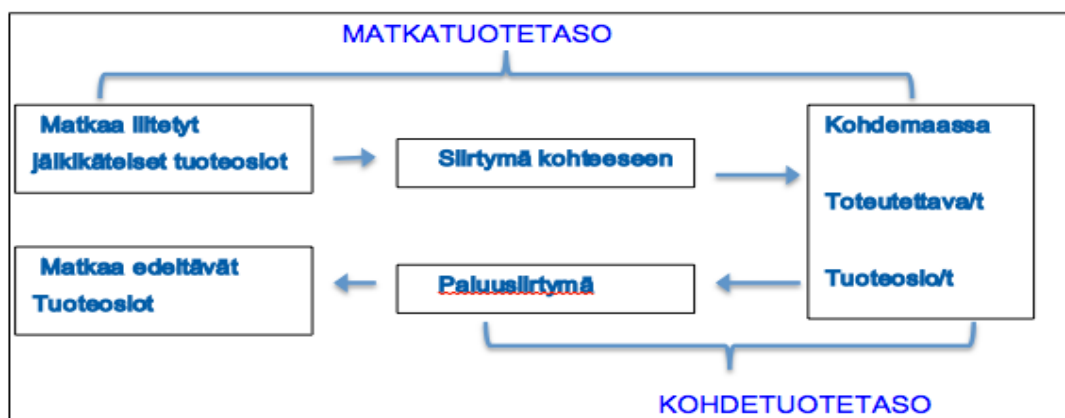 MATKATUOTETASO
Matkaa liitetyt
jälkikäteiset tuoteosiot
Siirtymä kohteeseen
Kohdemaassa
Toteutettava/t
Tuoteosio/t
Matkaa edeltävät
Tuoteosiot
Paluusiirtymä
KOHDETUOTETASO